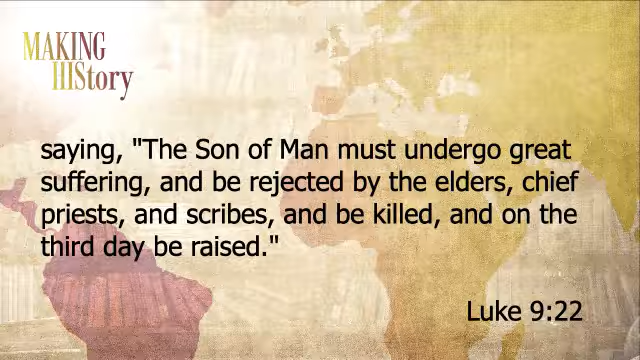 MAKING
HIStory
saying, "The Son of Man must undergo great
suffering, and be rejected by the elders, chief
priests, and scribes, and be killed, and on the
third day be raised."
Luke 9:22